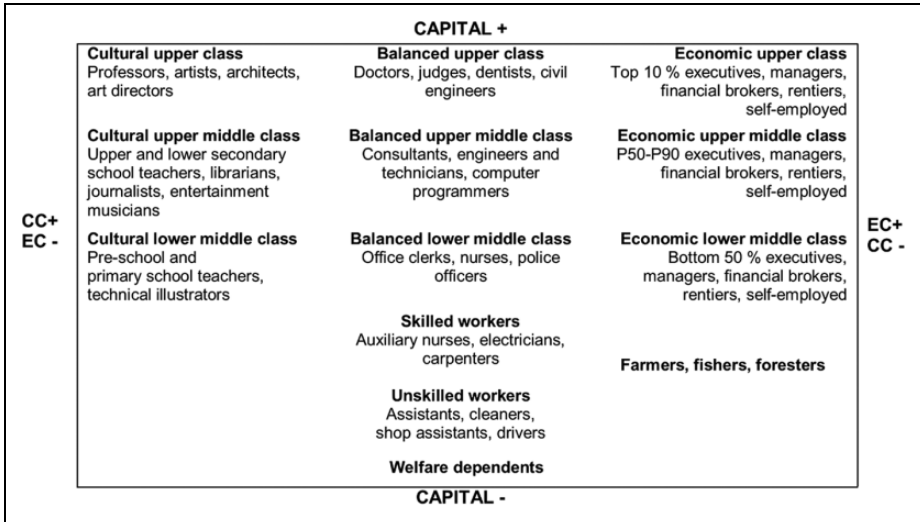 CAPITAL +
Cultural upper class
Professors, artists, architects,
art directors
Balanced upper class
Doctors, judges, dentists, civil
engineers
Economic upper class
Top 10 % executives, managers,
financial brokers, rentiers,
self-employed
Cultural upper middle class
Upper and lower secondary
school teachers, librarians,
journalists, entertainment
musicians
Balanced upper middle class
Consultants, engineers and
technicians, computer
programmers
Economic upper middle class
P50-P90 executives, managers,
financial brokers, rentiers,
self-employed
CC+
EC -
EC+
CC -
Cultural lower middle class
Pre-school and
primary school teachers,
technical illustrators
Balanced lower middle class
Office clerks, nurses, police
officers
Economic lower middle class
Bottom 50 % executives,
managers, financial brokers,
rentiers, self-employed
Skilled workers
Auxiliary nurses, electricians,
carpenters
Farmers, fishers, foresters
Unskilled workers
Assistants, cleaners,
shop assistants, drivers
Welfare dependents
CAPITAL -